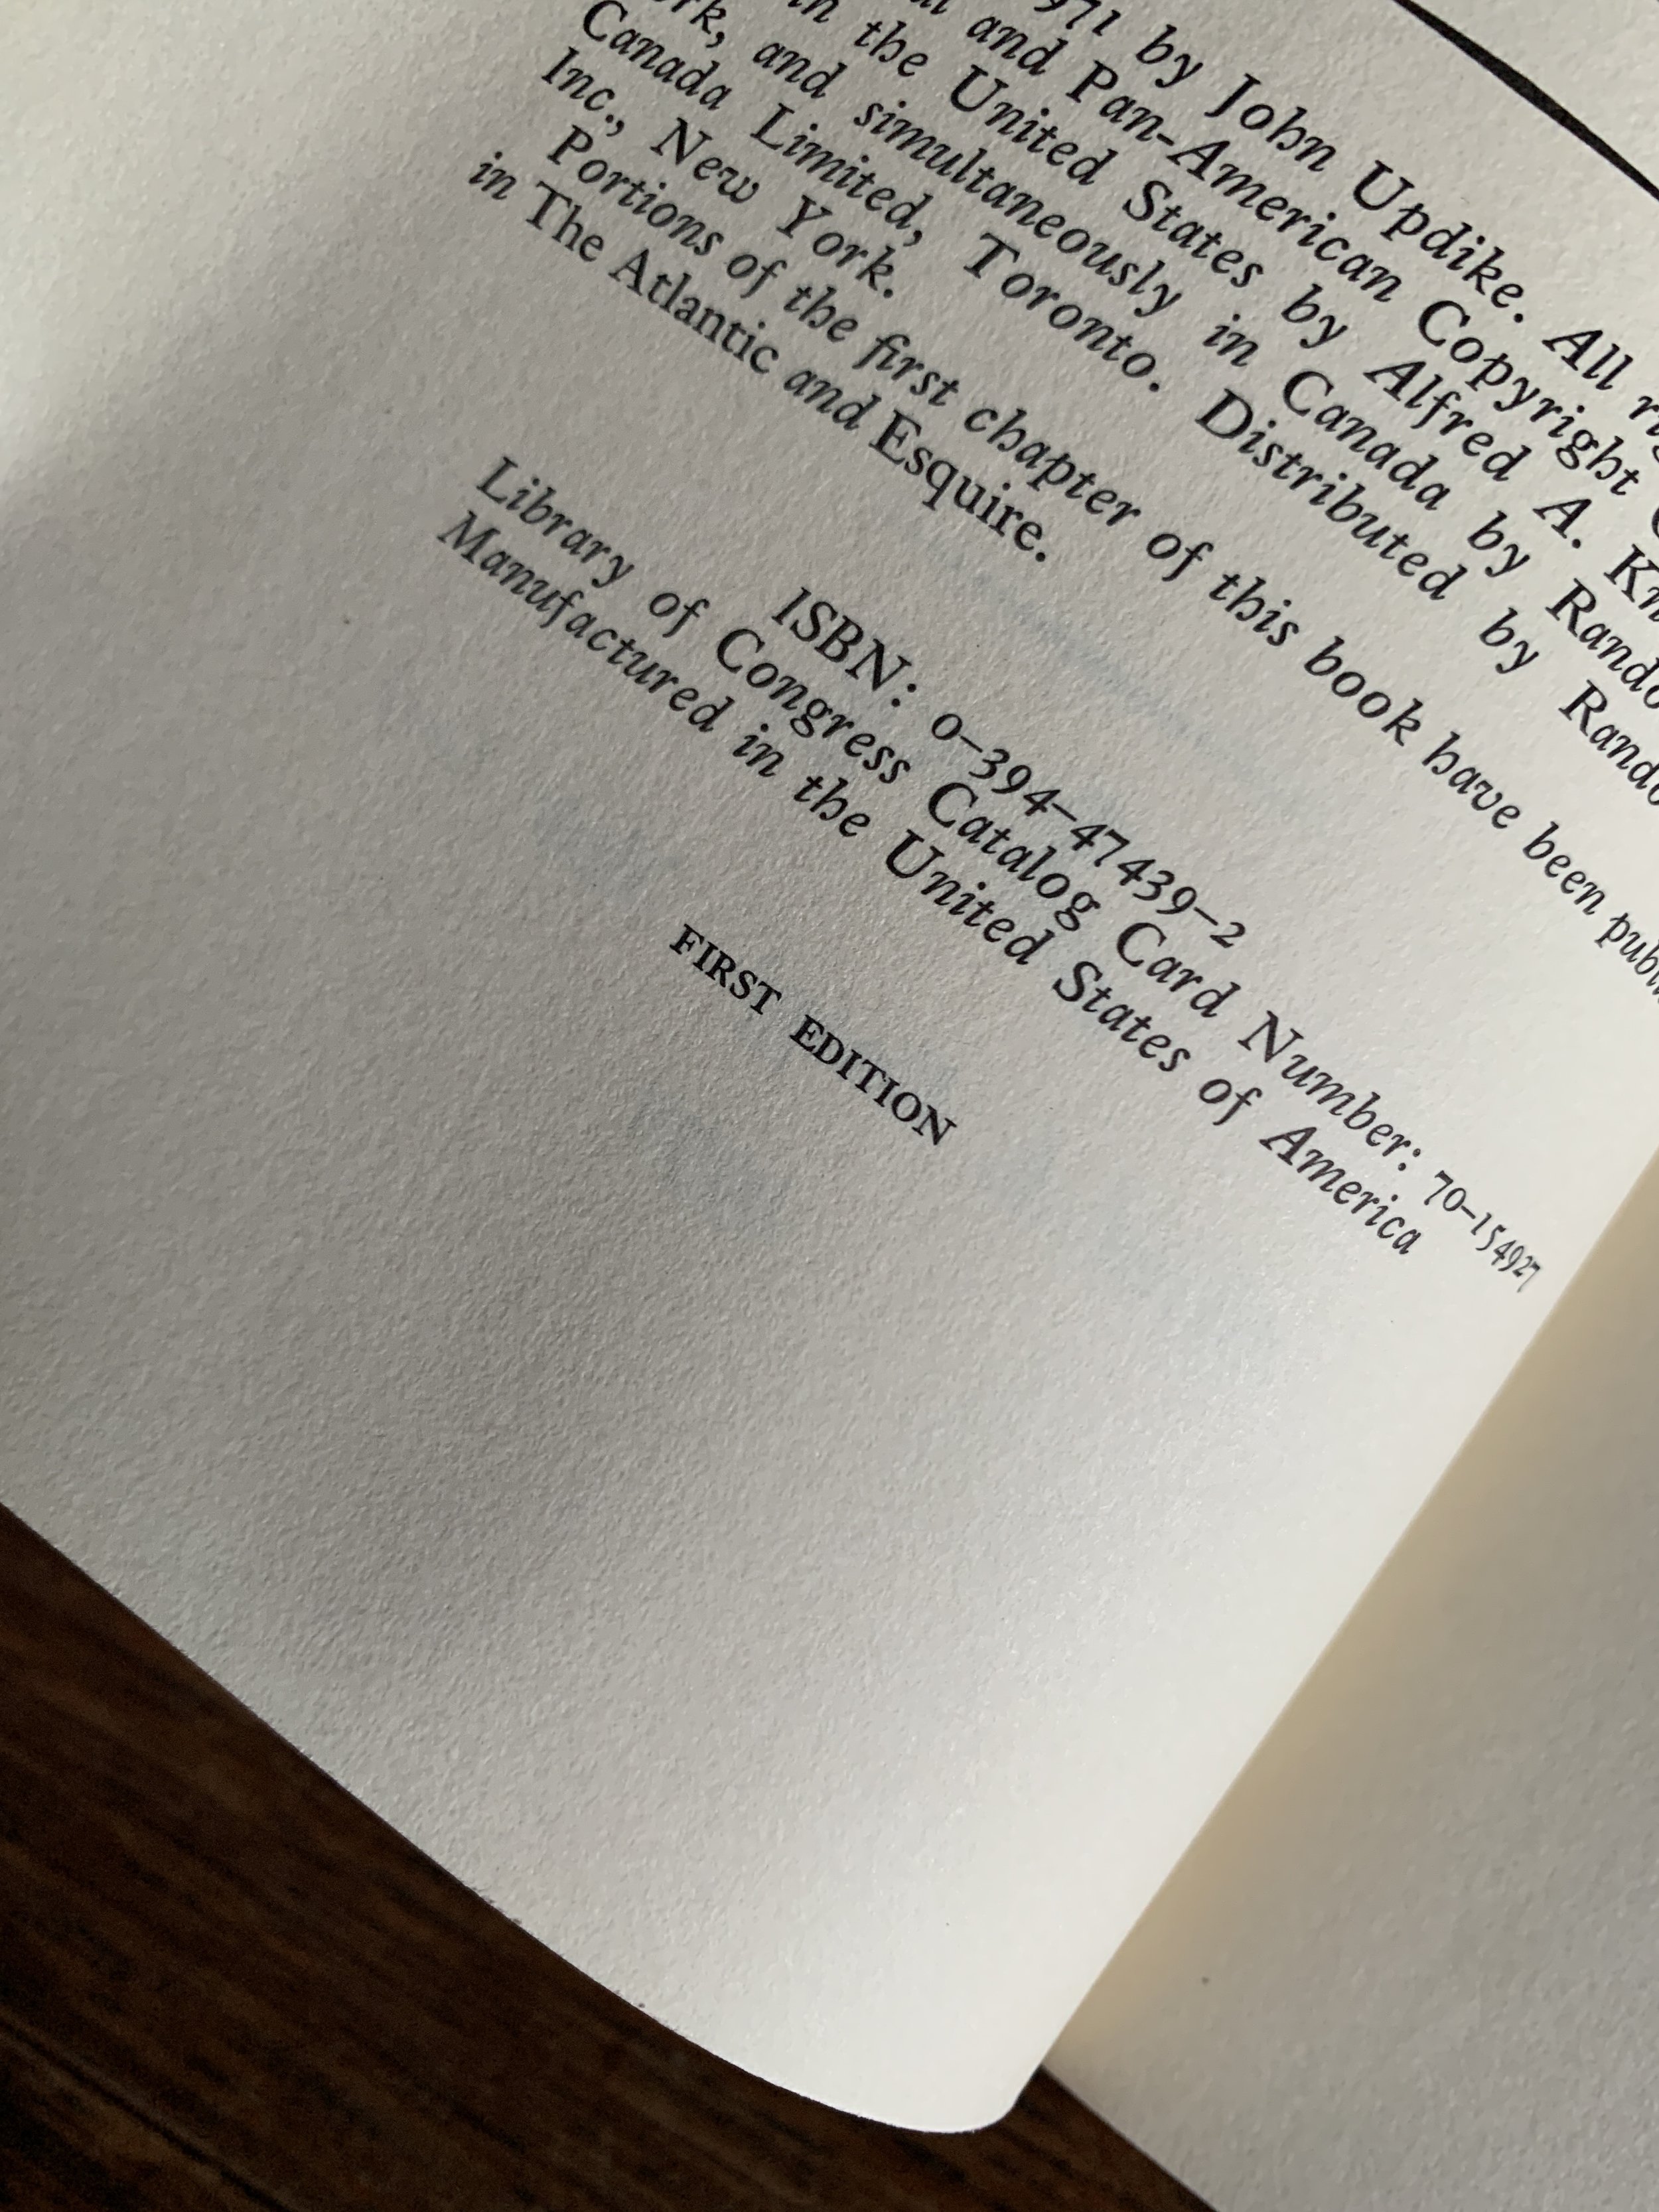 1971 by John Updike. All
and Pan-American Copyright
in the United States by Alfred A.
and simultaneously in Canada by
Canada Limited, Toronto. Distributed by
Inc., New York.
Portions of the first chapter of this book have been
in The Atlantic and Esquire.
ISBN: 0-394-47439-2
Library of Congress Catalog Card Number: 70-154927
Manufactured in the United States of America
FIRST EDITION